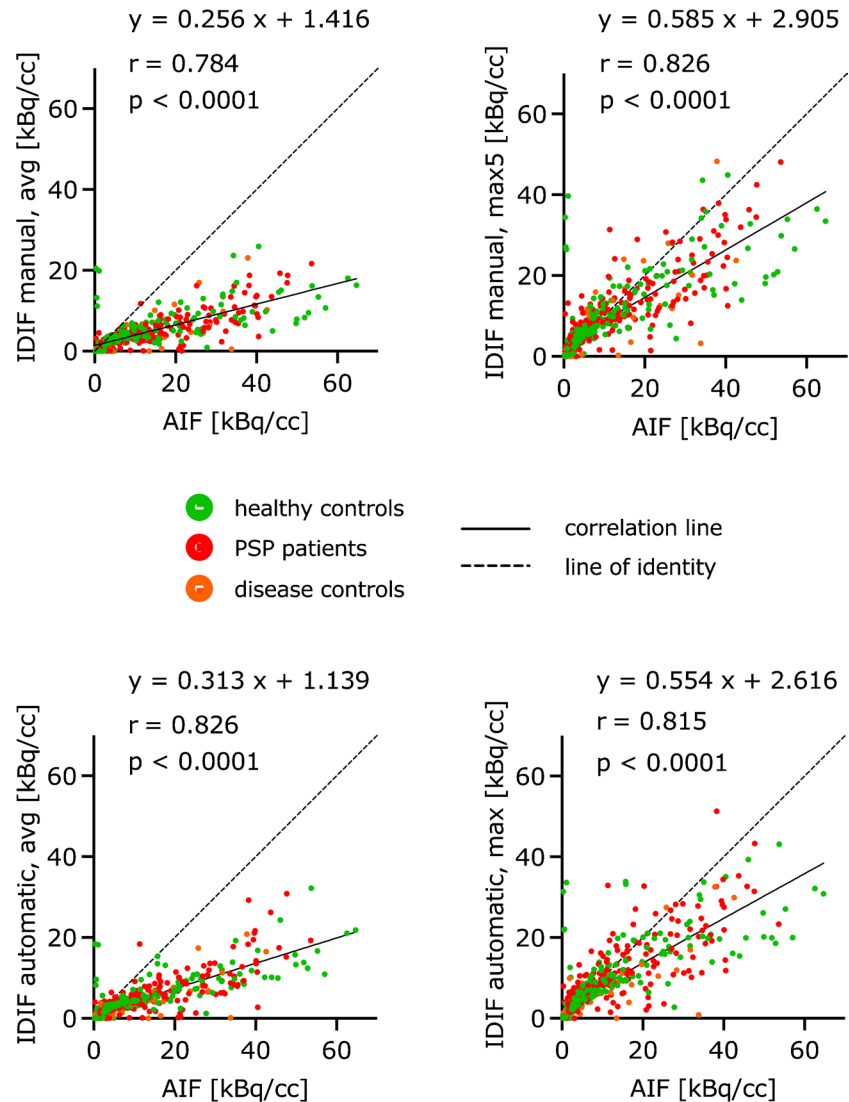 y = 0.256 x + 1.416
r = 0.784
p < 0.0001
IDIF manual, avg [kBq/cc]
60
40
20
0
0 20 40 60
AIF [kBq/cc]
y = 0.585 x + 2.905
r = 0.826
p < 0.0001
IDIF manual, max5 [kBq/cc]
60
40
20
0
0 20 40 60
AIF [kBq/cc]
healthy controls
PSP patients
disease controls
correlation line
line of identity
y = 0.313 x + 1.139
r = 0.826
p < 0.0001
IDIF automatic, avg [kBq/cc]
60
40
20
0
0 20 40 60
AIF [kBq/cc]
y = 0.554 x + 2.616
r = 0.815
p < 0.0001
IDIF automatic, max [kBq/cc]
60
40
20
0
0 20 40 60
AIF [kBq/cc]